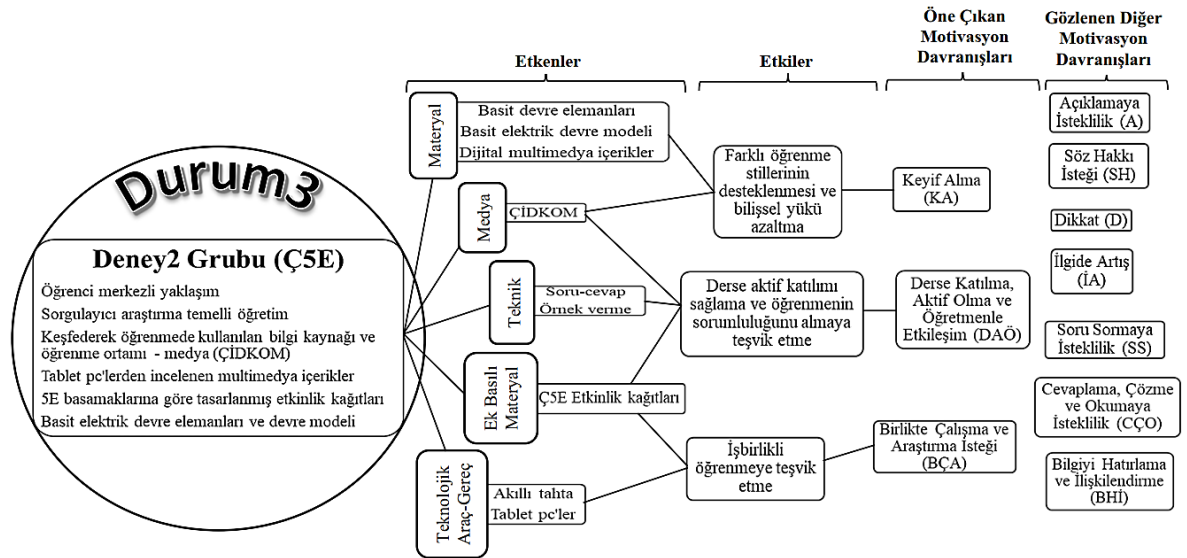 Etkenler
Etkiler
Öne Çıkan
Motivasyon
Davranışları
Gözlenen Diğer
Motivasyon
Davranışları
Durum3
Deney2 Grubu (Ç5E)
Öğrenci merkezli yaklaşım
Sorgulayıcı araştırma temelli öğretim
Keşfederek öğrenmede kullanılan bilgi kaynağı ve
öğrenme ortamı - medya (ÇİDKOM)
Tablet pc'lerden incelenen multimedya içerikler
5E basamaklarına göre tasarlanmış etkinlik kağıtları
Basit elektrik devre elemanları ve devre modeli
Materyal
Basit devre elemanları
Basit elektrik devre modeli
Dijital multimedya içerikler
Medya
ÇİDKOM
Teknik
Soru-cevap
Örnek verme
Ek Basılı
Materyal
Ç5E Etkinlik kağıtları
Teknolojik
Araç-Gereç
Akıllı tahta
Tablet pc'ler
Farklı öğrenme
stillerinin
desteklenmesi ve
bilişsel yükü
azaltma
Derse aktif katılımı
sağlama ve öğrenmenin
sorumluluğunu almaya
teşvik etme
İşbirlikli
öğrenmeye teşvik
etme
Keyif Alma
(KA)
Derse Katılma,
Aktif Olma ve
Öğretmenle
Etkileşim (DAÖ)
Birlikte Çalışma ve
Araştırma İsteği
(BÇA)
Açıklamaya
İsteklilik (A)
Söz Hakkı
İsteği (SH)
Dikkat (D)
İlgide Artış
(İA)
Soru Sormaya
İsteklilik (SS)
Cevaplama, Çözme
ve Okumaya
İsteklilik (CÇO)
Bilgiyi Hatırlama
ve İlişkilendirme
(BHİ)